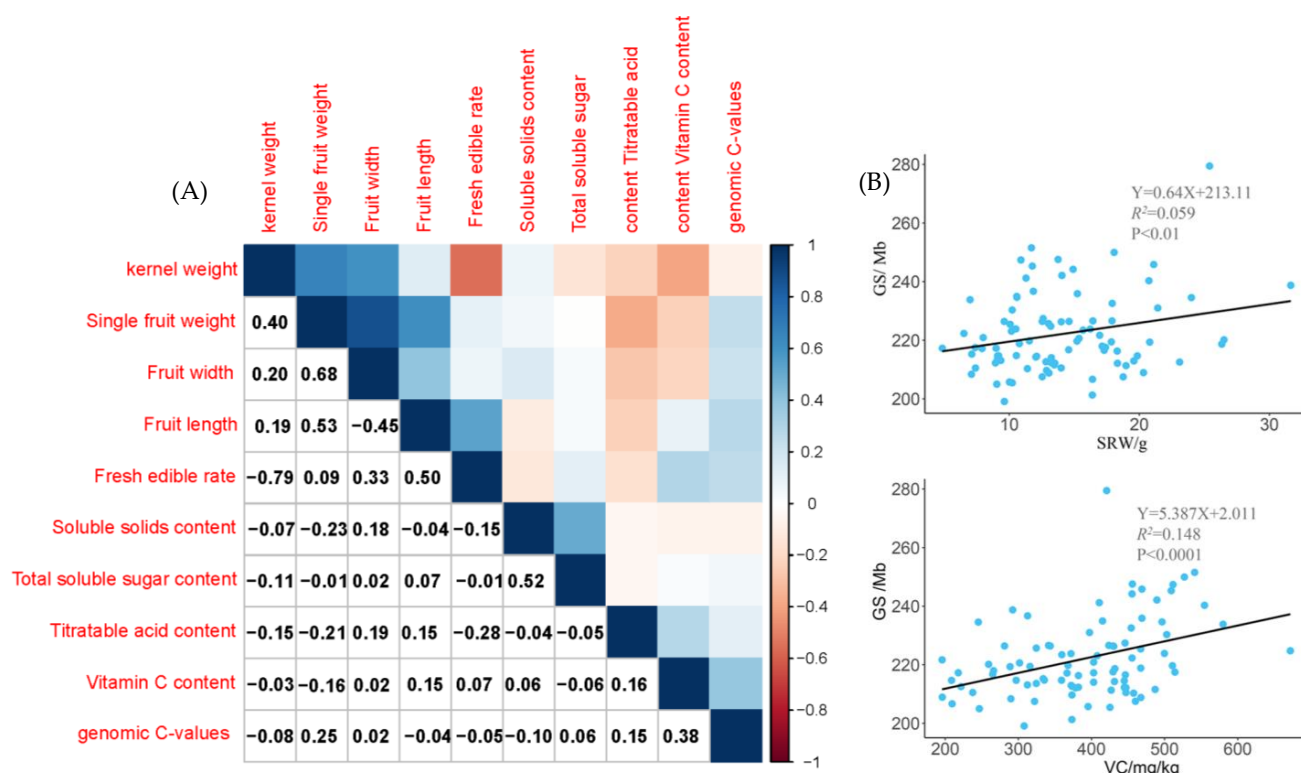 (A)
kernel weight
Single fruit weight
Fruit width
Fruit length
Fresh edible rate
Soluble solids content
Total soluble sugar
content Titratable acid
content Vitamin C content
genomic C-values
kernel weight
Single fruit weight
0.40
Fruit width
0.20 0.68
Fruit length
0.19 0.53 −0.45
Fresh edible rate
−0.79 0.09 0.33 0.50
Soluble solids content
−0.07 −0.23 0.18 −0.04 −0.15
Total soluble sugar content
−0.11 −0.01 0.02 0.07 −0.01 0.52
Titratable acid content
−0.15 −0.21 0.19 0.15 −0.28 −0.04 −0.05
Vitamin C content
−0.03 −0.16 0.02 0.15 0.07 0.06 −0.06 0.16
genomic C-values
−0.08 0.25 0.02 −0.04 −0.05 −0.10 0.06 0.15 0.38
1
0.8
0.6
0.4
0.2
0
−0.2
−0.4
−0.6
−0.8
−1
(B)
Y=0.64X+213.11
R²=0.059
P<0.01
GS/ Mb
280
260
240
220
200
10 20 30
SRW/g
Y=5.387X+2.011
R²=0.148
P<0.0001
GS /Mb
280
260
240
220
200
200 300 400 500 600
VC/mg/kg